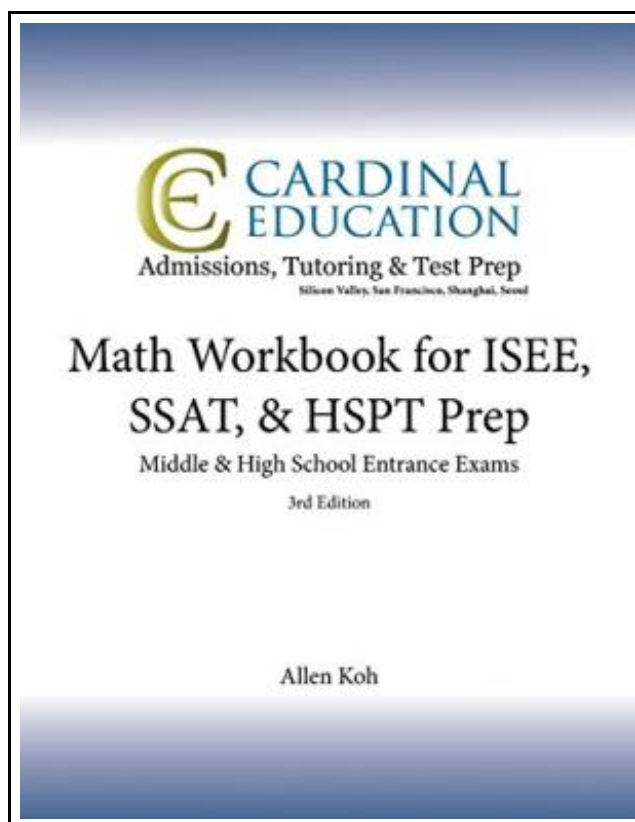 CE CARDINAL
EDUCATION
Admissions, Tutoring & Test Prep
Silicon Valley, San Francisco, Shanghai, Seoul
Math Workbook for ISEE,
SSAT, & HSPT Prep
Middle & High School Entrance Exams
3rd Edition
Allen Koh